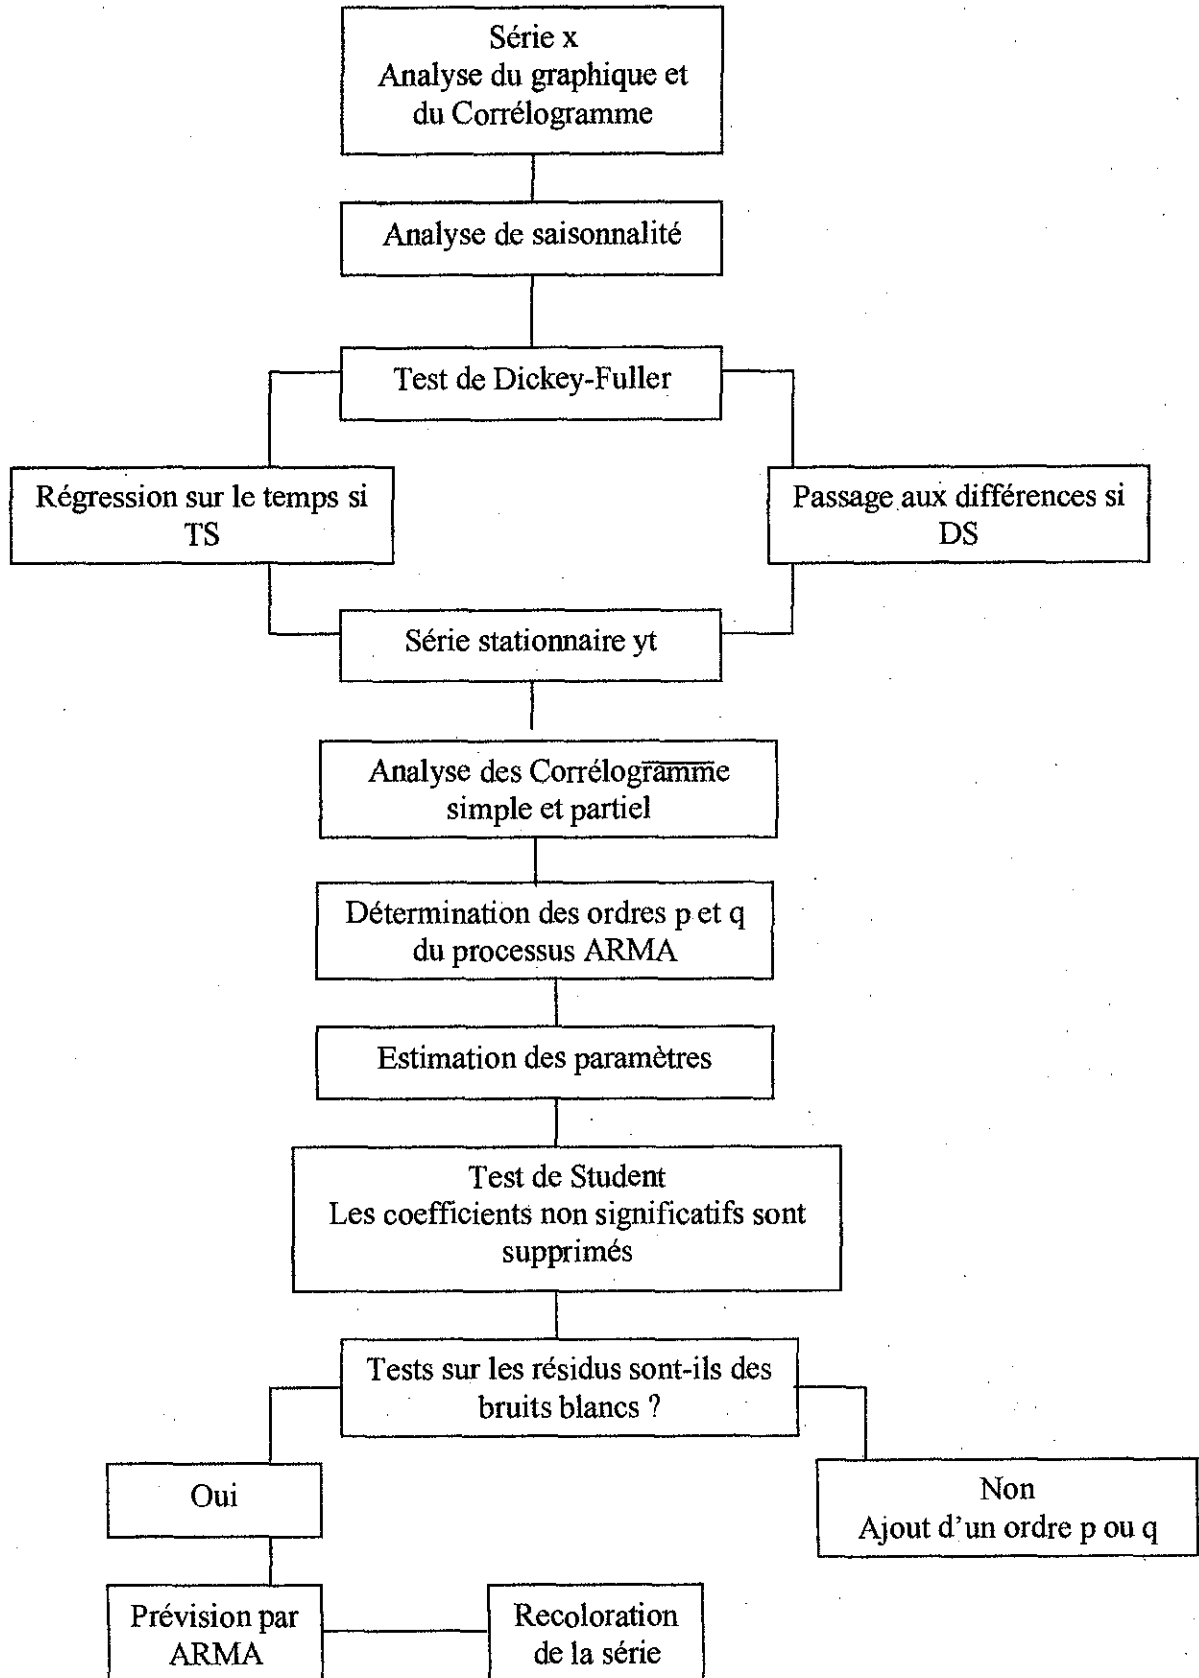 Série x
Analyse du graphique et
du Corrélogramme
Analyse de saisonnalité
Test de Dickey-Fuller
Régression sur le temps si
TS
Passage aux différences si
DS
Série stationnaire yt
Analyse des Corrélogramme
simple et partiel
Détermination des ordres p et q
du processus ARMA
Estimation des paramètres
Test de Student
Les coefficients non significatifs sont
supprimés
Tests sur les résidus sont-ils des
bruits blancs ?
Oui
Non
Ajout d'un ordre p ou q
Prévision par
ARMA
Recoloration
de la série